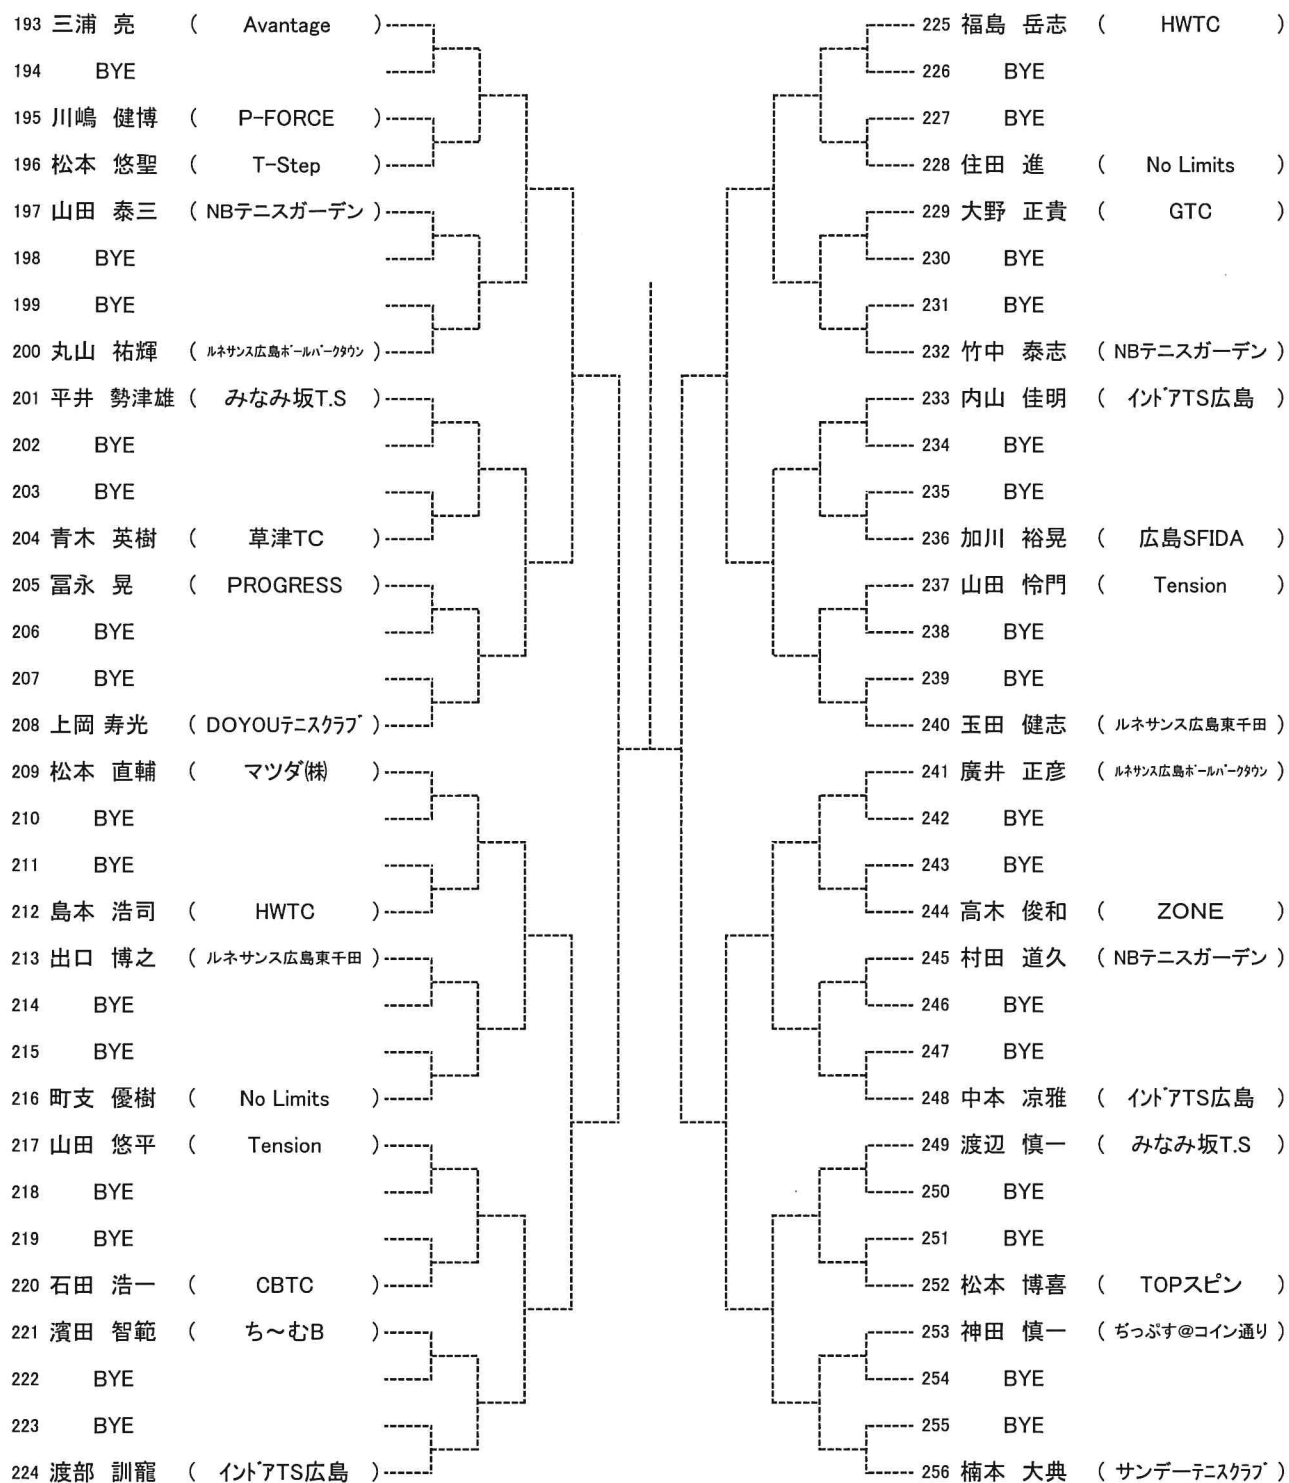 193 三浦 亮 ( Avantage )
194 BYE
195 川嶋 健博 ( P-FORCE )
196 松本 悠聖 ( T-Step )
197 山田 泰三 ( NBテニスガーデン )
198 BYE
199 BYE
200 丸山 祐輝 ( ルネサンス広島ボールパークタウン )
201 平井 勢津雄 ( みなみ坂T.S )
202 BYE
203 BYE
204 青木 英樹 ( 草津TC )
205 冨永 晃 ( PROGRESS )
206 BYE
207 BYE
208 上岡 寿光 ( DOYOUテニスクラブ )
209 松本 直輔 ( マツダ㈱ )
210 BYE
211 BYE
212 島本 浩司 ( HWTC )
213 出口 博之 ( ルネサンス広島東千田 )
214 BYE
215 BYE
216 町支 優樹 ( No Limits )
217 山田 悠平 ( Tension )
218 BYE
219 BYE
220 石田 浩一 ( CBTC )
221 濱田 智範 ( ち～むB )
222 BYE
223 BYE
224 渡部 訓寵 ( インドアTS広島 )
225 福島 岳志 ( HWTC )
226 BYE
227 BYE
228 住田 進 ( No Limits )
229 大野 正貴 ( GTC )
230 BYE
231 BYE
232 竹中 泰志 ( NBテニスガーデン )
233 内山 佳明 ( インドアTS広島 )
234 BYE
235 BYE
236 加川 裕晃 ( 広島SFIDA )
237 山田 怜門 ( Tension )
238 BYE
239 BYE
240 玉田 健志 ( ルネサンス広島東千田 )
241 廣井 正彦 ( ルネサンス広島ボールパークタウン )
242 BYE
243 BYE
244 高木 俊和 ( ZONE )
245 村田 道久 ( NBテニスガーデン )
246 BYE
247 BYE
248 中本 凉雅 ( インドアTS広島 )
249 渡辺 慎一 ( みなみ坂T.S )
250 BYE
251 BYE
252 松本 博喜 ( TOPスピン )
253 神田 慎一 ( ぢっぷす@コイン通り )
254 BYE
255 BYE
256 楠本 大典 ( サンデーテニスクラブ )